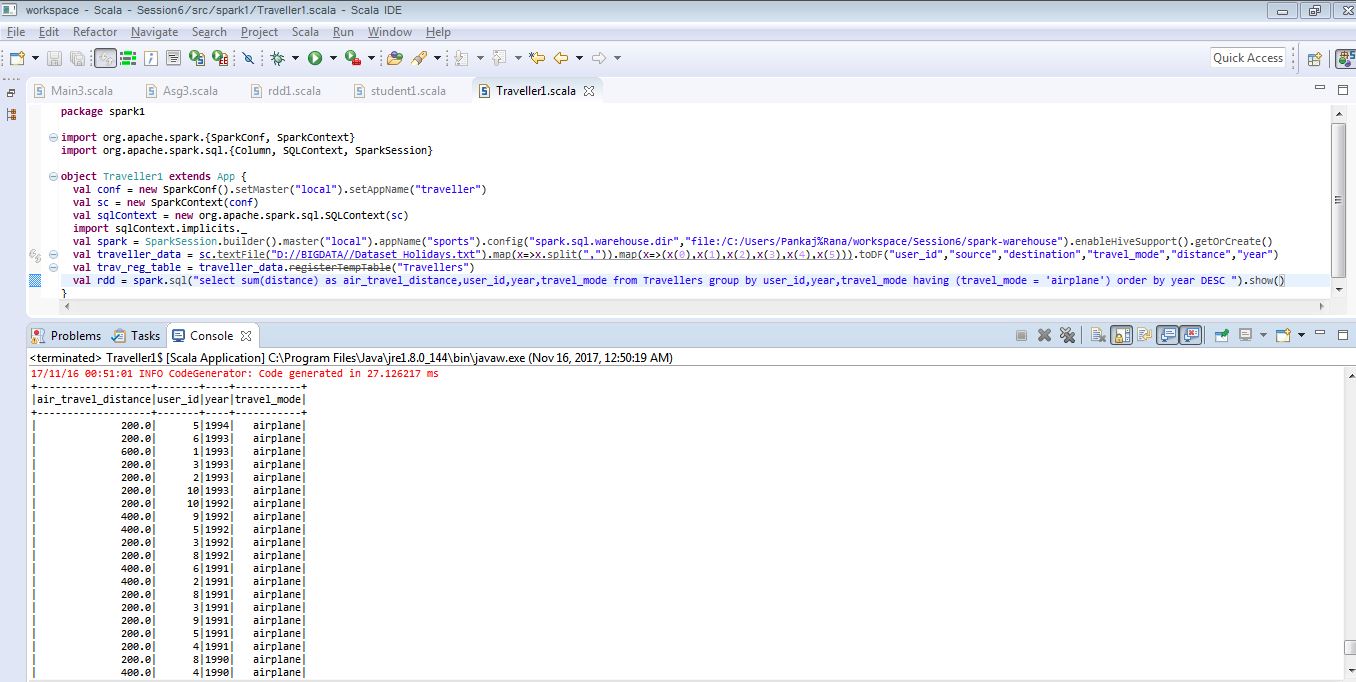 workspace - Scala - Session6/src/spark1/Traveller1.scala - Scala IDE
File Edit Refactor Navigate Search Project Scala Run Window Help
Quick Access
Main3.scala Asg3.scala rdd1.scala student1.scala Traveller1.scala
package spark1
import org.apache.spark.{SparkConf, SparkContext}
import org.apache.spark.sql.{Column, SQLContext, SparkSession}
object Traveller1 extends App {
val conf = new SparkConf().setMaster("local").setAppName("traveller")
val sc = new SparkContext(conf)
val sqlContext = new org.apache.spark.sql.SQLContext(sc)
import sqlContext.implicits._
val spark = SparkSession.builder().master("local").appName("sports").config("spark.sql.warehouse.dir","file:/C:/Users/Pankaj%Rana/workspace/Session6/spark-warehouse").enableHiveSupport().getOrCreate()
val traveller_data = sc.textFile("D://BIGDATA//Dataset_Holidays.txt").map(x=>x.split(",")).map(x=>(x(0),x(1),x(2),x(3),x(4),x(5))).toDF("user_id","source","destination","travel_mode","distance","year")
val trav_reg_table = traveller_data.registerTempTable("Travellers")
val rdd = spark.sql("select sum(distance) as air_travel_distance,user_id,year,travel_mode from Travellers group by user_id,year,travel_mode having (travel_mode = 'airplane') order by year DESC ").show()
}
Problems Tasks Console
<terminated> Traveller1$ [Scala Application] C:\Program Files\Java\jre1.8.0_144\bin\javaw.exe (Nov 16, 2017, 12:50:19 AM)
17/11/16 00:51:01 INFO CodeGenerator: Code generated in 27.126217 ms
+-------------------+-------+----+-----------+
|air_travel_distance|user_id|year|travel_mode|
+-------------------+-------+----+-----------+
| 200.0| 5|1994| airplane|
| 200.0| 6|1993| airplane|
| 600.0| 1|1993| airplane|
| 200.0| 3|1993| airplane|
| 200.0| 2|1993| airplane|
| 200.0| 10|1993| airplane|
| 200.0| 10|1992| airplane|
| 400.0| 9|1992| airplane|
| 400.0| 5|1992| airplane|
| 200.0| 3|1992| airplane|
| 200.0| 8|1992| airplane|
| 400.0| 6|1991| airplane|
| 400.0| 2|1991| airplane|
| 200.0| 8|1991| airplane|
| 200.0| 3|1991| airplane|
| 200.0| 9|1991| airplane|
| 200.0| 5|1991| airplane|
| 200.0| 4|1991| airplane|
| 200.0| 8|1990| airplane|
| 400.0| 4|1990| airplane|